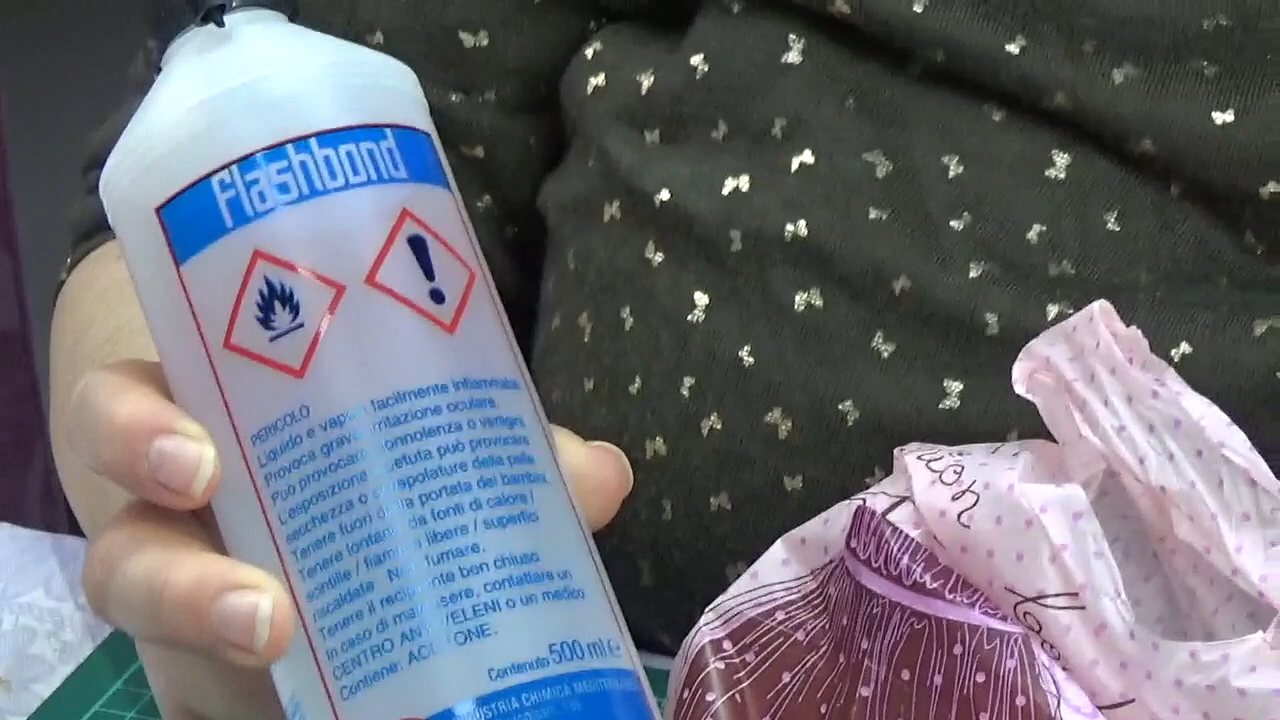 flashbond
PERICOLO
Liquido e vapori facilmente infiammabili
Provoca grave irritazione oculare.
Può provocare sonnolenza o vertigini
L'esposizione ripetuta può provocare
secchezza o screpolature della pelle.
Tenere fuori dalla portata dei bambini.
Tenere lontano da fonti di calore /
scintille / fiamme libere / superfici
riscaldate. Non fumare.
Tenere il recipiente ben chiuso
In caso di malessere, contattare un
CENTRO ANTIVELENI o un medico
Contiene: ACETONE.
Contenuto 500 ml e
INDUSTRIA CHIMICA MEDITERRANEA